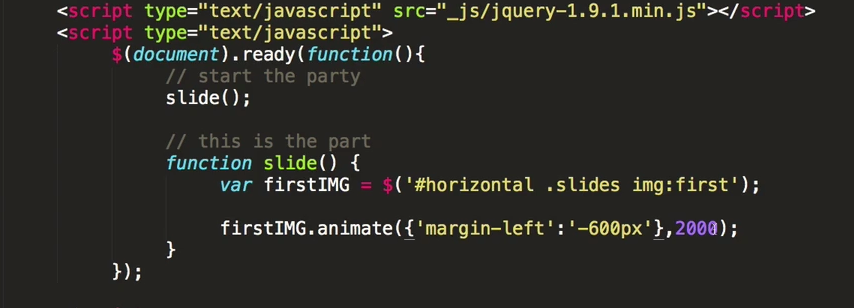 <script type="text/javascript" src="_js/jquery-1.9.1.min.js"></script>
<script type="text/javascript">
$(document).ready(function(){
// start the party
slide();
// this is the part
function slide() {
var firstIMG = $('#horizontal .slides img:first');
firstIMG.animate({'margin-left':'-600px'},2000);
}
});